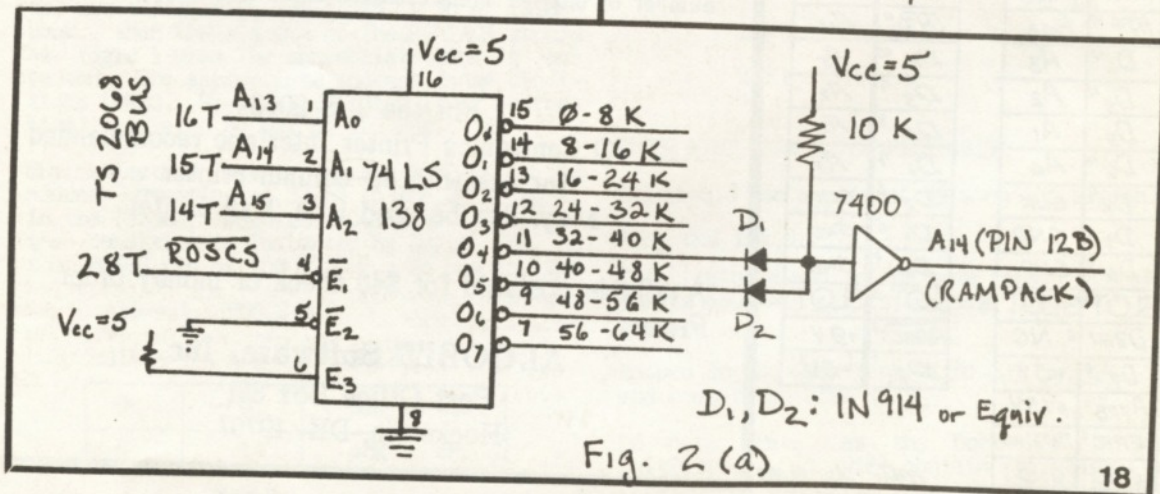 TS 2068
BUS
16T A13 1 A0
15T A14 2 A1
14T A15 3 A2
28T ROSCS 4 E1
5 E2
Vcc=5 6 E3
Vcc=5
16
74LS
138
8
O0 15 Ø-8 K
O1 14 8-16 K
O2 13 16-24 K
O3 12 24-32 K
O4 11 32-40 K
O5 10 40-48 K
O6 9 48-56 K
O7 7 56-64 K
D1
D2
Vcc=5
10 K
7400
A14 (PIN 12B)
(RAMPACK)
D1, D2: IN914 or Equiv.
Fig. 2 (a)
18